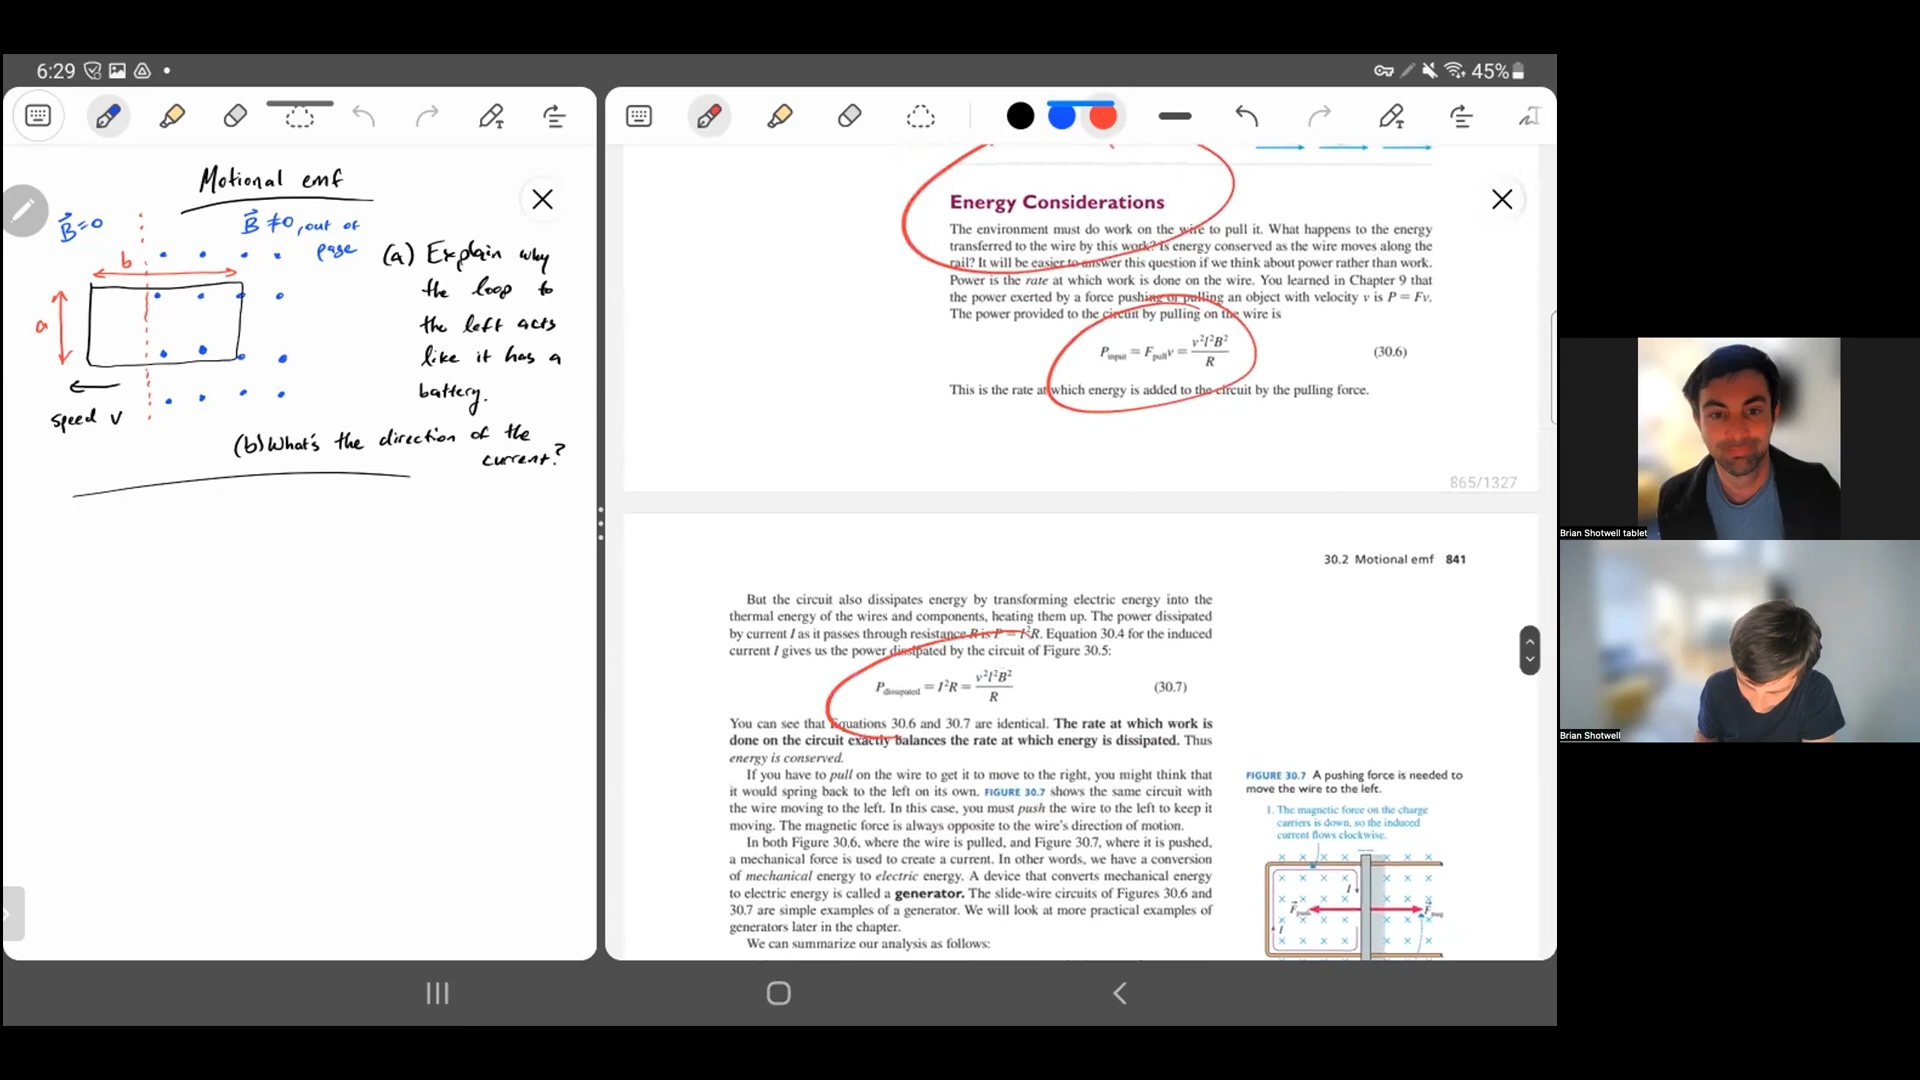 6:29
45%
Motional emf
B⃗=0
B⃗ ≠0, out of
page
b
a
speed v
(a) Explain why
the loop to
the left acts
like it has a
battery.
(b) What's the direction of the
current?
Energy Considerations
The environment must do work on the wire to pull it. What happens to the energy
transferred to the wire by this work? Is energy conserved as the wire moves along the
rail? It will be easier to answer this question if we think about power rather than work.
Power is the rate at which work is done on the wire. You learned in Chapter 9 that
the power exerted by a force pushing or pulling an object with velocity v is P = Fv.
The power provided to the circuit by pulling on the wire is
P_input = F_pull v = v²l²B²/R (30.6)
This is the rate at which energy is added to the circuit by the pulling force.
865/1327
30.2 Motional emf 841
But the circuit also dissipates energy by transforming electric energy into the
thermal energy of the wires and components, heating them up. The power dissipated
by current I as it passes through resistance R is P = I²R. Equation 30.4 for the induced
current I gives us the power dissipated by the circuit of Figure 30.5:
P_dissipated = I²R = v²l²B²/R (30.7)
You can see that Equations 30.6 and 30.7 are identical. The rate at which work is
done on the circuit exactly balances the rate at which energy is dissipated. Thus
energy is conserved.
If you have to pull on the wire to get it to move to the right, you might think that
it would spring back to the left on its own. FIGURE 30.7 shows the same circuit with
the wire moving to the left. In this case, you must push the wire to the left to keep it
moving. The magnetic force is always opposite to the wire's direction of motion.
In both Figure 30.6, where the wire is pulled, and Figure 30.7, where it is pushed,
a mechanical force is used to create a current. In other words, we have a conversion
of mechanical energy to electric energy. A device that converts mechanical energy
to electric energy is called a generator. The slide-wire circuits of Figures 30.6 and
30.7 are simple examples of a generator. We will look at more practical examples of
generators later in the chapter.
We can summarize our analysis as follows:
FIGURE 30.7 A pushing force is needed to
move the wire to the left.
1. The magnetic force on the charge
carriers is down, so the induced
current flows clockwise.
I
F⃗push
F⃗mag
I
Brian Shotwell tablet
Brian Shotwell